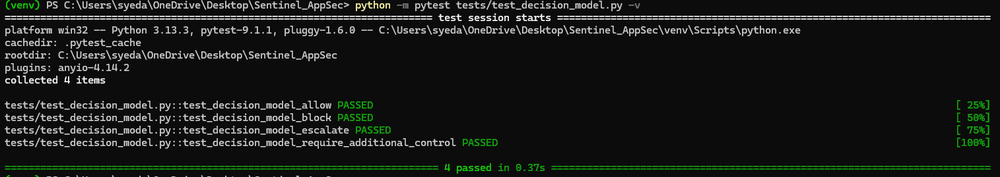 (venv) PS C:\Users\syeda\OneDrive\Desktop\Sentinel_AppSec> python -m pytest tests/test_decision_model.py -v
======================================================================== test session starts =========================================================================
platform win32 -- Python 3.13.3, pytest-9.1.1, pluggy-1.6.0 -- C:\Users\syeda\OneDrive\Desktop\Sentinel_AppSec\venv\Scripts\python.exe
cachedir: .pytest_cache
rootdir: C:\Users\syeda\OneDrive\Desktop\Sentinel_AppSec
plugins: anyio-4.14.2
collected 4 items
tests/test_decision_model.py::test_decision_model_allow PASSED [ 25%]
tests/test_decision_model.py::test_decision_model_block PASSED [ 50%]
tests/test_decision_model.py::test_decision_model_escalate PASSED [ 75%]
tests/test_decision_model.py::test_decision_model_require_additional_control PASSED [100%]
========================================================================= 4 passed in 0.37s ==========================================================================